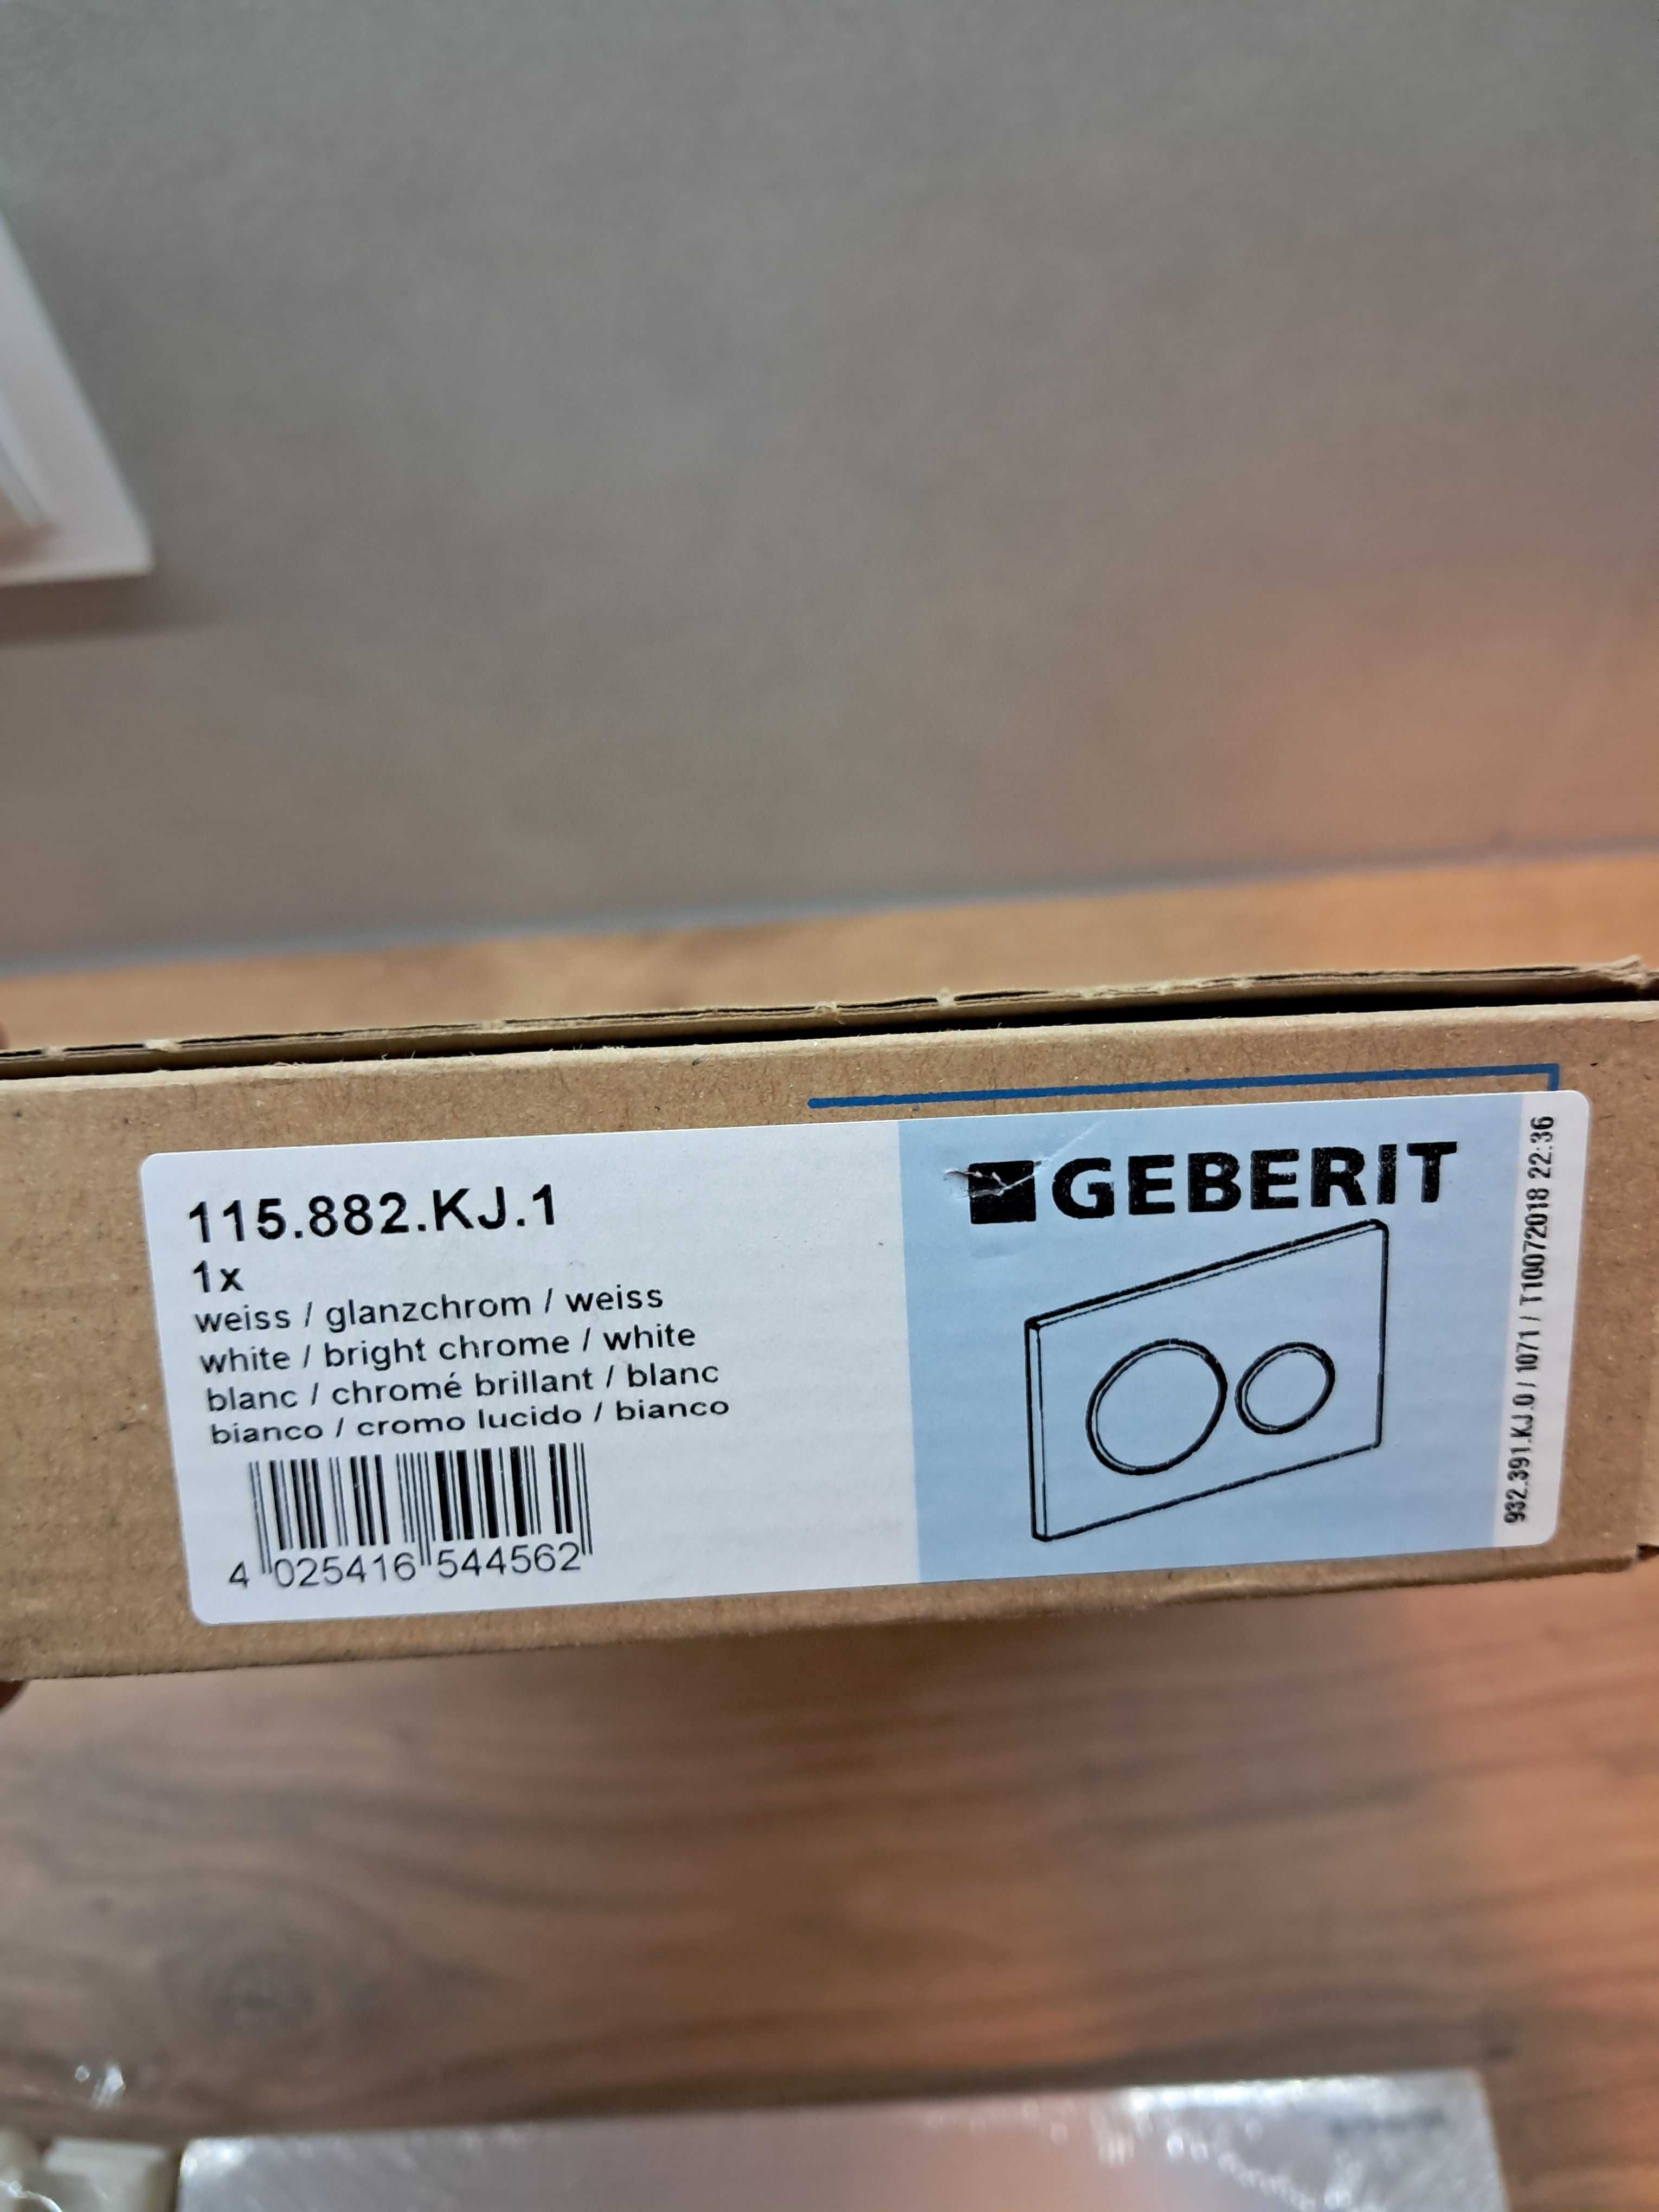 115.882.KJ.1
1x
weiss / glanzchrom / weiss
white / bright chrome / white
blanc / chromé brillant / blanc
bianco / cromo lucido / bianco
4 025416 544562
GEBERIT
932.391.KJ.0 / 1071 / T10072018 22:36